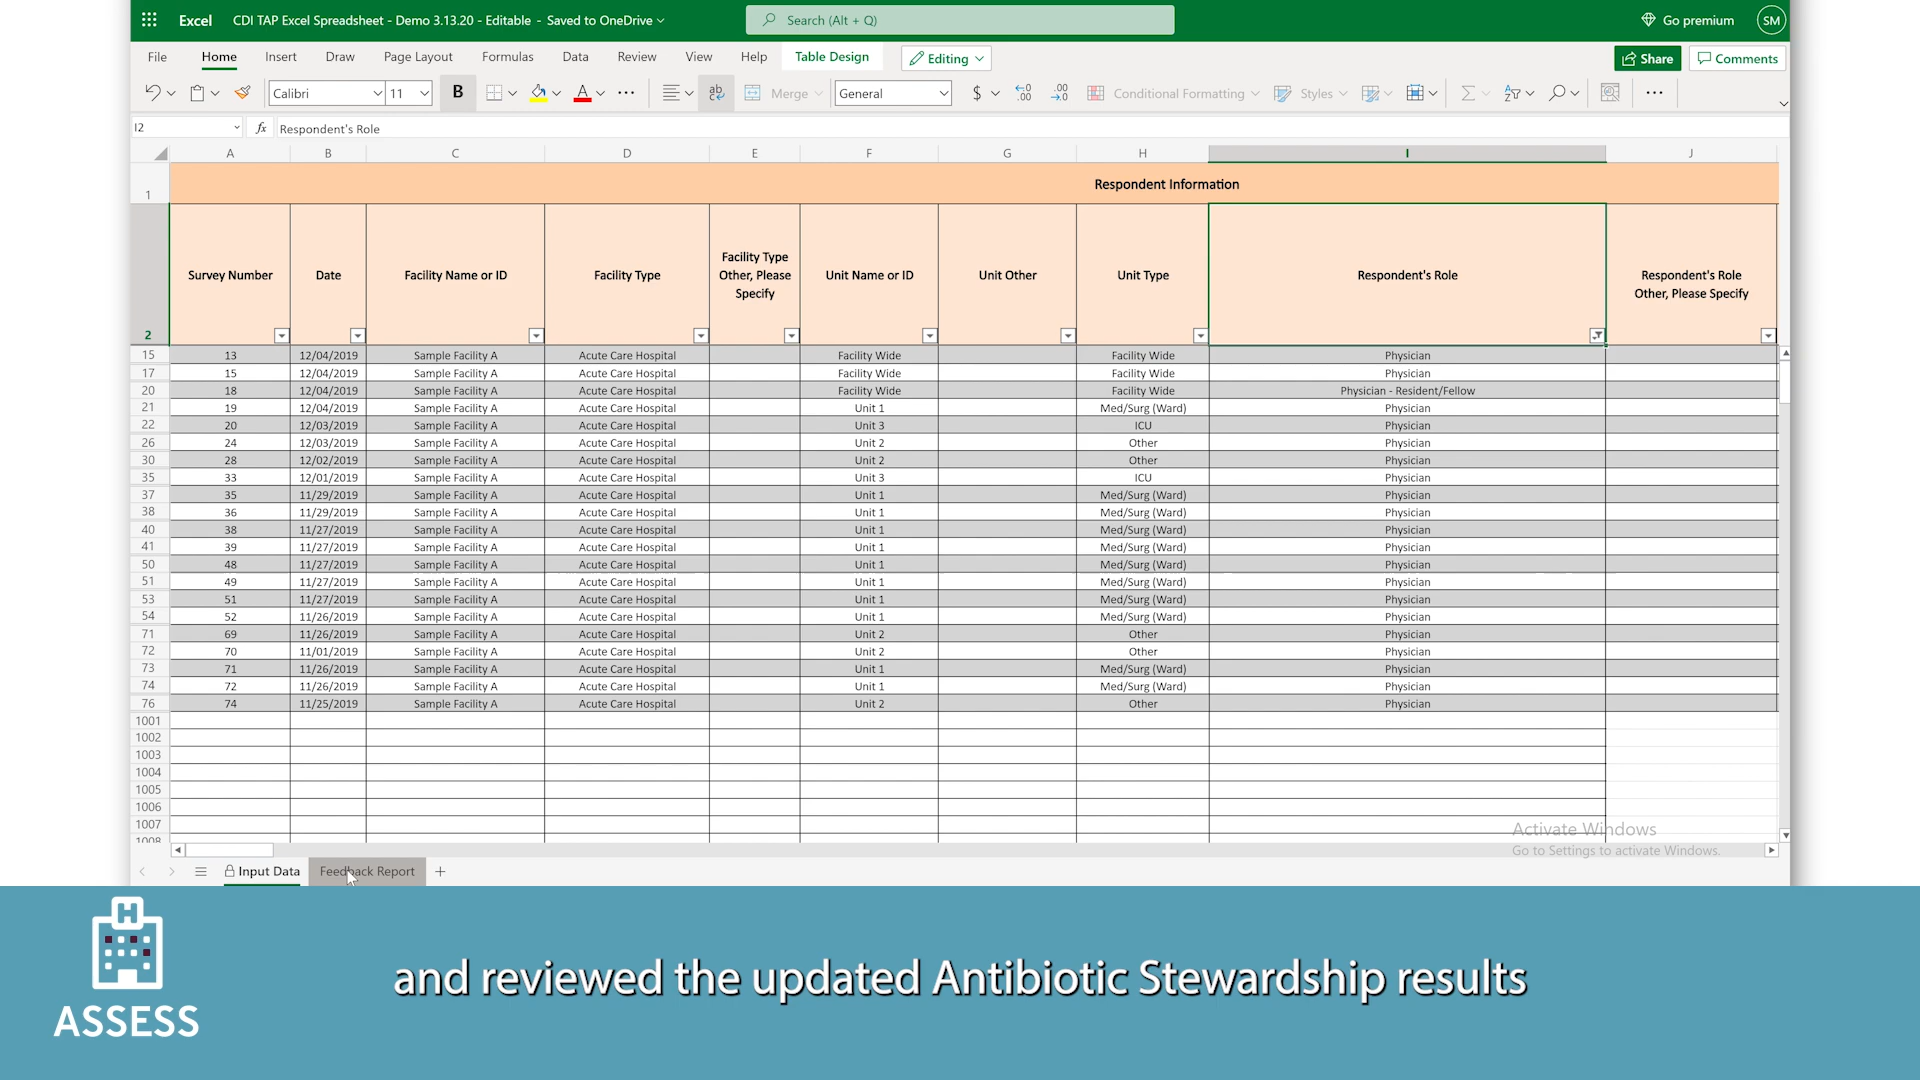 Excel CDI TAP Excel Spreadsheet - Demo 3.13.20 - Editable - Saved to OneDrive Search (Alt + Q) Go premium SM
File Home Insert Draw Page Layout Formulas Data Review View Help Table Design Editing Share Comments
Calibri 11 B A ab General $ Conditional Formatting Styles
Merge
I2 fx Respondent's Role
A B C D E F G H I J
1 Respondent Information
2 Survey Number Date Facility Name or ID Facility Type Facility Type Other, Please Specify Unit Name or ID Unit Other Unit Type Respondent's Role Respondent's Role Other, Please Specify
15 13 12/04/2019 Sample Facility A Acute Care Hospital Facility Wide Facility Wide Physician
17 15 12/04/2019 Sample Facility A Acute Care Hospital Facility Wide Facility Wide Physician
20 18 12/04/2019 Sample Facility A Acute Care Hospital Facility Wide Facility Wide Physician - Resident/Fellow
21 19 12/04/2019 Sample Facility A Acute Care Hospital Unit 1 Med/Surg (Ward) Physician
22 20 12/03/2019 Sample Facility A Acute Care Hospital Unit 3 ICU Physician
26 24 12/03/2019 Sample Facility A Acute Care Hospital Unit 2 Other Physician
30 28 12/02/2019 Sample Facility A Acute Care Hospital Unit 2 Other Physician
35 33 12/01/2019 Sample Facility A Acute Care Hospital Unit 3 ICU Physician
37 35 11/29/2019 Sample Facility A Acute Care Hospital Unit 1 Med/Surg (Ward) Physician
38 36 11/29/2019 Sample Facility A Acute Care Hospital Unit 1 Med/Surg (Ward) Physician
40 38 11/27/2019 Sample Facility A Acute Care Hospital Unit 1 Med/Surg (Ward) Physician
41 39 11/27/2019 Sample Facility A Acute Care Hospital Unit 1 Med/Surg (Ward) Physician
50 48 11/27/2019 Sample Facility A Acute Care Hospital Unit 1 Med/Surg (Ward) Physician
51 49 11/27/2019 Sample Facility A Acute Care Hospital Unit 1 Med/Surg (Ward) Physician
53 51 11/27/2019 Sample Facility A Acute Care Hospital Unit 1 Med/Surg (Ward) Physician
54 52 11/26/2019 Sample Facility A Acute Care Hospital Unit 1 Med/Surg (Ward) Physician
71 69 11/26/2019 Sample Facility A Acute Care Hospital Unit 2 Other Physician
72 70 11/01/2019 Sample Facility A Acute Care Hospital Unit 2 Other Physician
73 71 11/26/2019 Sample Facility A Acute Care Hospital Unit 1 Med/Surg (Ward) Physician
74 72 11/26/2019 Sample Facility A Acute Care Hospital Unit 1 Med/Surg (Ward) Physician
76 74 11/25/2019 Sample Facility A Acute Care Hospital Unit 2 Other Physician
1001
1002
1003
1004
1005
1006
1007
1008
Activate Windows
Go to Settings to activate Windows.
Input Data Feedback Report
H
ASSESS
and reviewed the updated Antibiotic Stewardship results